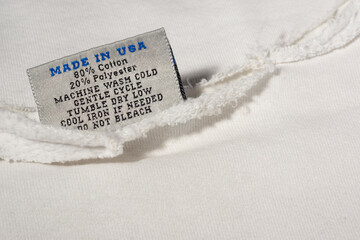 MADE IN USA
80% Cotton
20% Polyester
MACHINE WASH COLD
GENTLE CYCLE
TUMBLE DRY LOW
COOL IRON IF NEEDED
DO NOT BLEACH